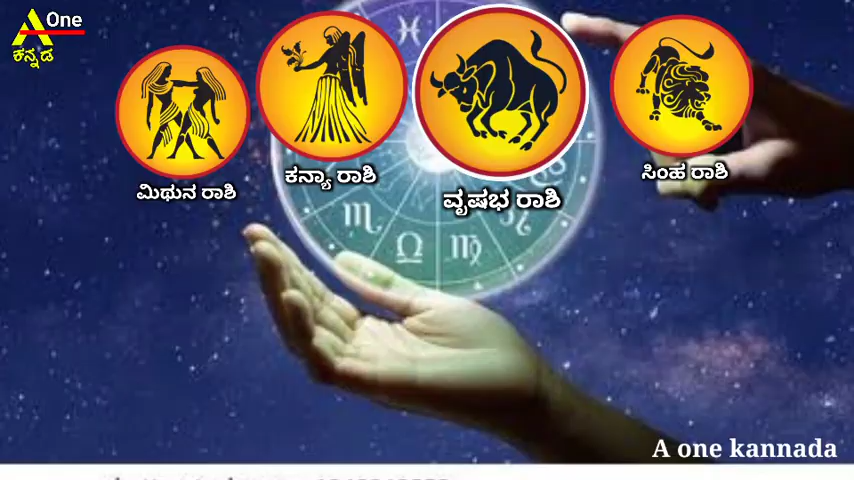 A One
ಕನ್ನಡ
ಮಿಥುನ ರಾಶಿ
ಕನ್ಯಾ ರಾಶಿ
ವೃಷಭ ರಾಶಿ
ಸಿಂಹ ರಾಶಿ
A one kannada